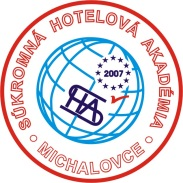 SÚKROMNÁ HOTELOVÁ AKADÉMIA
2007
SHA
• MICHALOVCE •